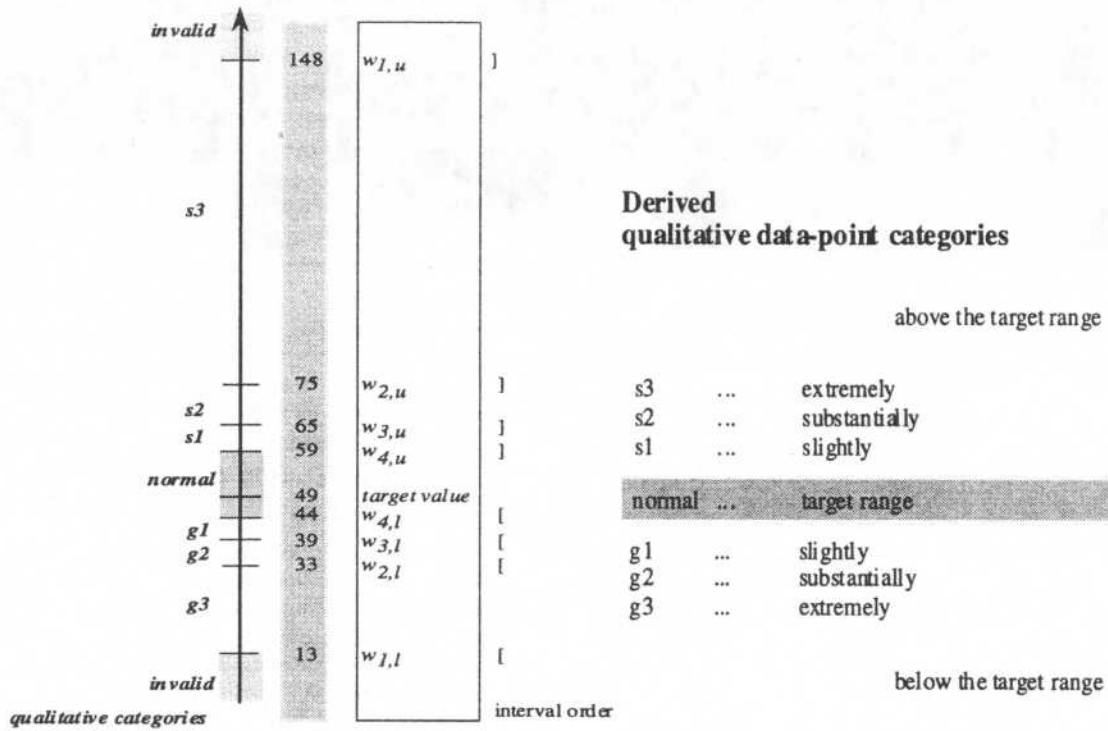 invalid
148 w1,u ]
s3
Derived
qualitative data-point categories
above the target range
75 w2,u ]
s3 ... extremely
s2
s2 ... substantially
65 w3,u ]
s1
s1 ... slightly
59 w4,u ]
normal
49 target value
normal ... target range
44 w4,l [
g1
39 w3,l [
g1 ... slightly
g2
g2 ... substantially
33 w2,l [
g3
g3 ... extremely
13 w1,l [
invalid
below the target range
qualitative categories
interval order